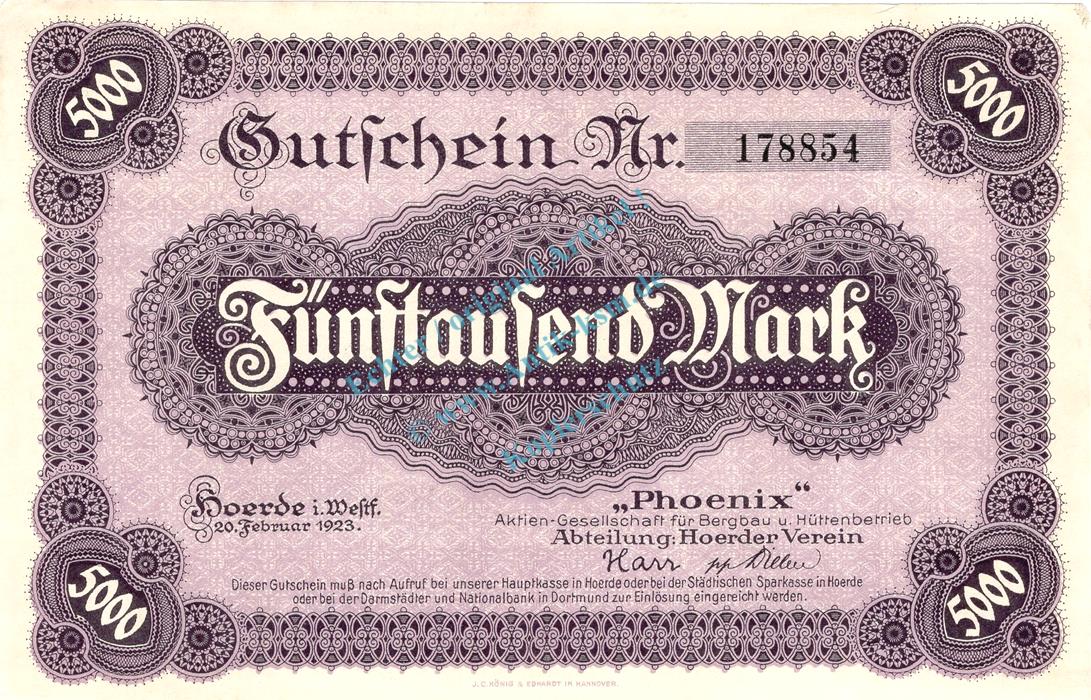 5000
5000
Gutschein Nr. 178854
Fünftausend Mark
Hoerde i. Westf.
20. Februar 1923.
„Phoenix“
Aktien-Gesellschaft für Bergbau u. Hüttenbetrieb
Abteilung: Hoerder Verein
Harr pp
Dieser Gutschein muß nach Aufruf bei unserer Hauptkasse in Hoerde oder bei der Städtischen Sparkasse in Hoerde
oder bei der Darmstädter und Nationalbank in Dortmund zur Einlösung eingereicht werden.
5000
5000
J.C. KÖNIG & EBHARDT IN HANNOVER.